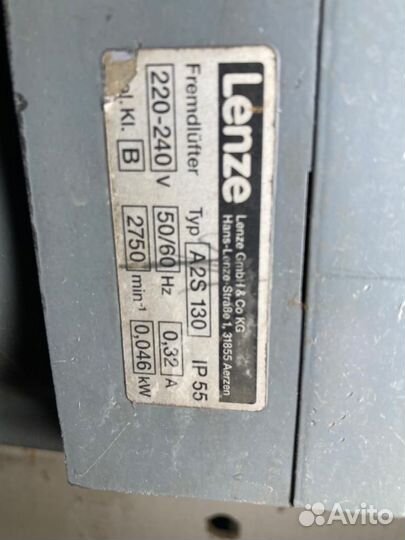 Lenze
Lenze GmbH & Co KG
Hans-Lenze-Straße 1, 31855 Aerzen
Fremdlüfter Typ A2S 130 IP 55
220-240 V 50/60 Hz 0,32 A
Kl. B 2750 min-1 0,046 kW
Avito